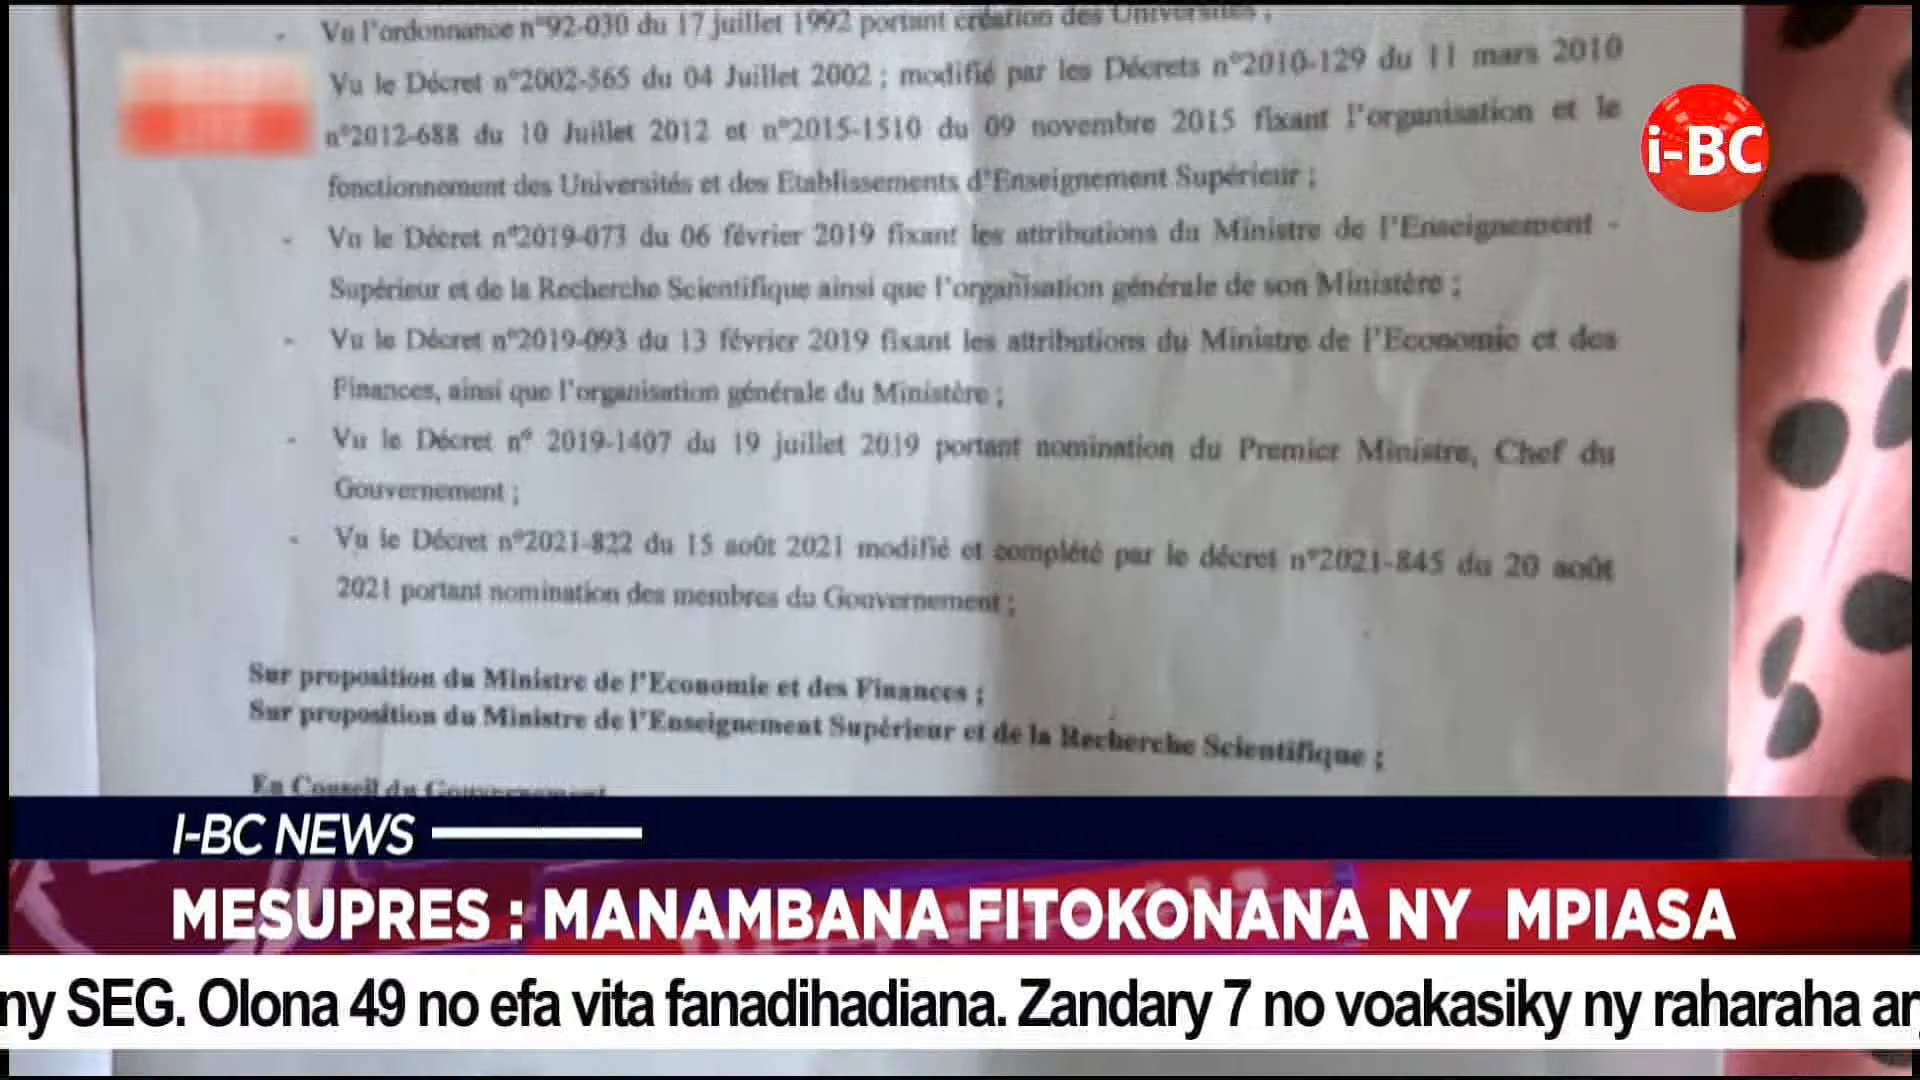 - Vu l'ordonnance n°92-030 du 17 juillet 1992 portant création des Universités ;
Vu le Décret n°2002-565 du 04 Juillet 2002 ; modifié par les Décrets n°2010-129 du 11 mars 2010
n°2012-688 du 10 Juillet 2012 et n°2015-1510 du 09 novembre 2015 fixant l'organisation et le
fonctionnement des Universités et des Etablissements d'Enseignement Supérieur ;
- Vu le Décret n°2019-073 du 06 février 2019 fixant les attributions du Ministre de l'Enseignement -
Supérieur et de la Recherche Scientifique ainsi que l'organisation générale de son Ministère ;
- Vu le Décret n°2019-093 du 13 février 2019 fixant les attributions du Ministre de l'Economie et des
Finances, ainsi que l'organisation générale du Ministère ;
- Vu le Décret n° 2019-1407 du 19 juillet 2019 portant nomination du Premier Ministre, Chef du
Gouvernement ;
- Vu le Décret n°2021-822 du 15 août 2021 modifié et complété par le décret n°2021-845 du 20 août
2021 portant nomination des membres du Gouvernement ;
Sur proposition du Ministre de l'Economie et des Finances ;
Sur proposition du Ministre de l'Enseignement Supérieur et de la Recherche Scientifique ;
En Conseil du Gouvernement
i-BC
I-BC NEWS
MESUPRES : MANAMBANA FITOKONANA NY MPIASA
ny SEG. Olona 49 no efa vita fanadihadiana. Zandary 7 no voakasiky ny raharaha